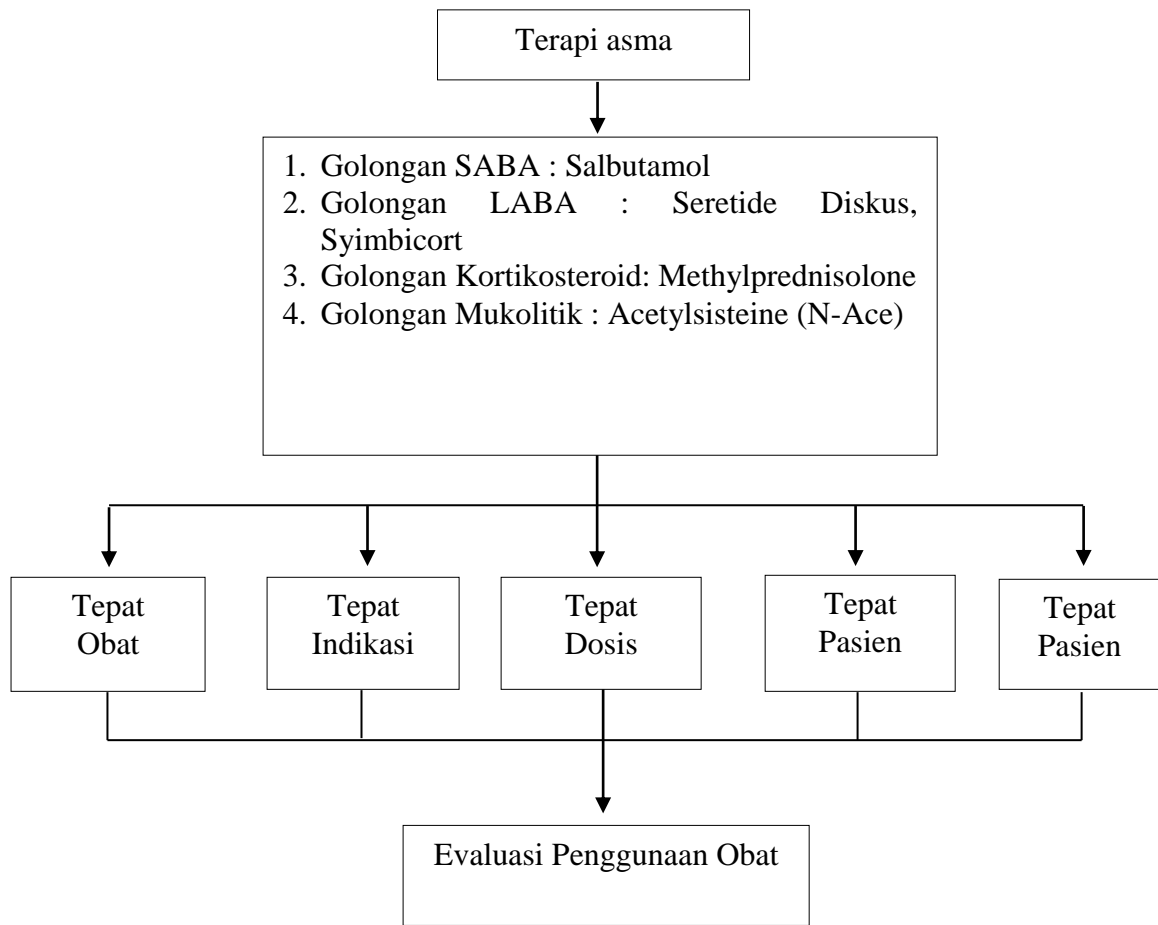 Terapi asma
1. Golongan SABA : Salbutamol
2. Golongan LABA : Seretide Diskus,
Syimbicort
3. Golongan Kortikosteroid: Methylprednisolone
4. Golongan Mukolitik : Acetylsisteine (N-Ace)
Tepat
Obat
Tepat
Indikasi
Tepat
Dosis
Tepat
Pasien
Tepat
Pasien
Evaluasi Penggunaan Obat